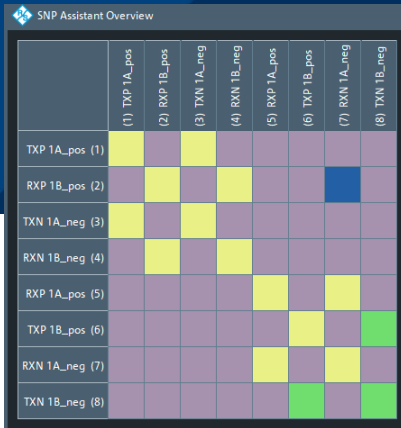 SNP Assistant Overview
(1) TXP 1A_pos
(2) RXP 1B_pos
(3) TXN 1A_neg
(4) RXN 1B_neg
(5) RXP 1A_pos
(6) TXP 1B_pos
(7) RXN 1A_neg
(8) TXN 1B_neg
TXP 1A_pos (1)
RXP 1B_pos (2)
TXN 1A_neg (3)
RXN 1B_neg (4)
RXP 1A_pos (5)
TXP 1B_pos (6)
RXN 1A_neg (7)
TXN 1B_neg (8)